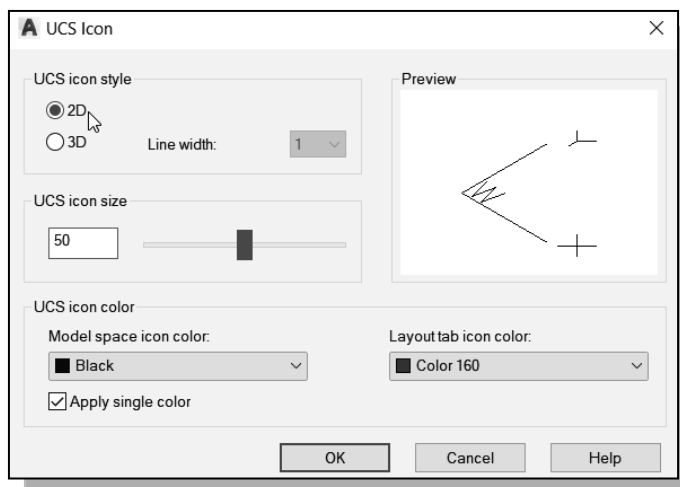 UCS Icon
UCS icon style
2D
3D
Line width:
1
Preview
UCS icon size
50
UCS icon color
Model space icon color:
Layout tab icon color:
Black
Color 160
Apply single color
OK
Cancel
Help